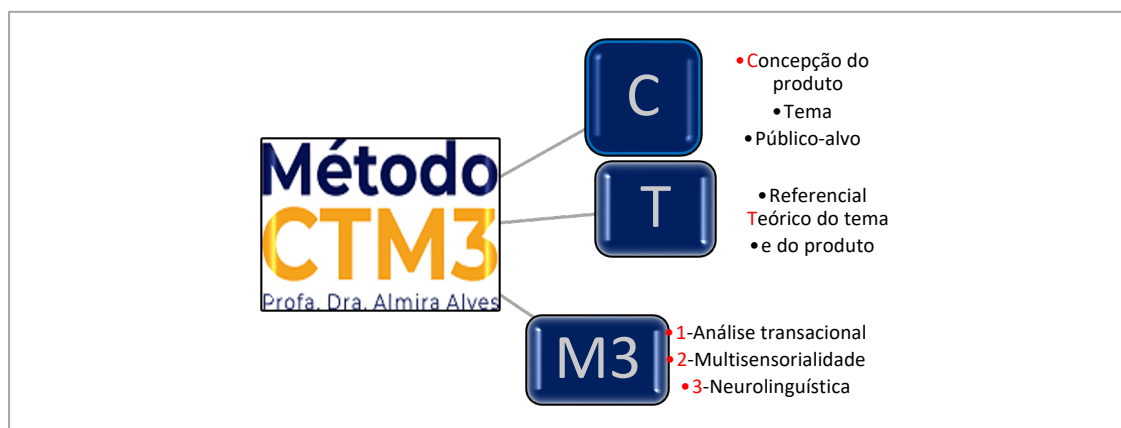 Método
CTM3
Profa. Dra. Almira Alves
C
•Concepção do
produto
•Tema
•Público-alvo
T
•Referencial
Teórico do tema
•e do produto
M3
•1-Análise transacional
•2-Multisensorialidade
•3-Neurolinguística